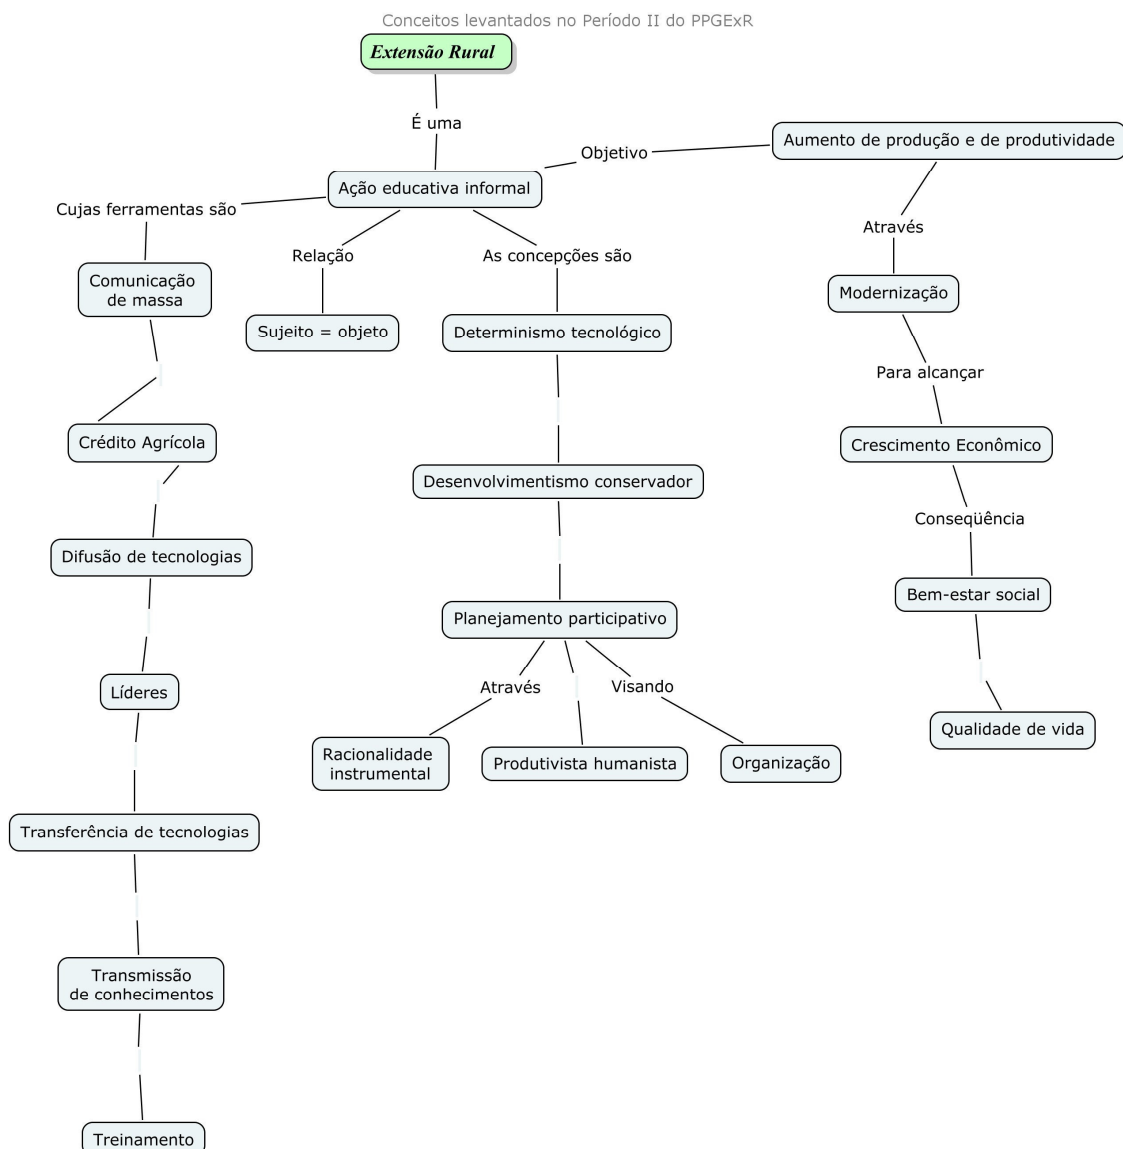 Conceitos levantados no Período II do PPGExR
Extensão Rural
É uma
Aumento de produção e de produtividade
Objetivo
Ação educativa informal
Cujas ferramentas são
Através
Relação
As concepções são
Comunicação
de massa
Modernização
Sujeito = objeto
Determinismo tecnológico
Para alcançar
Crédito Agrícola
Crescimento Econômico
Desenvolvimentismo conservador
Conseqüência
Difusão de tecnologias
Bem-estar social
Planejamento participativo
Líderes
Através
Visando
Qualidade de vida
Racionalidade
instrumental
Produtivista humanista
Organização
Transferência de tecnologias
Transmissão
de conhecimentos
Treinamento